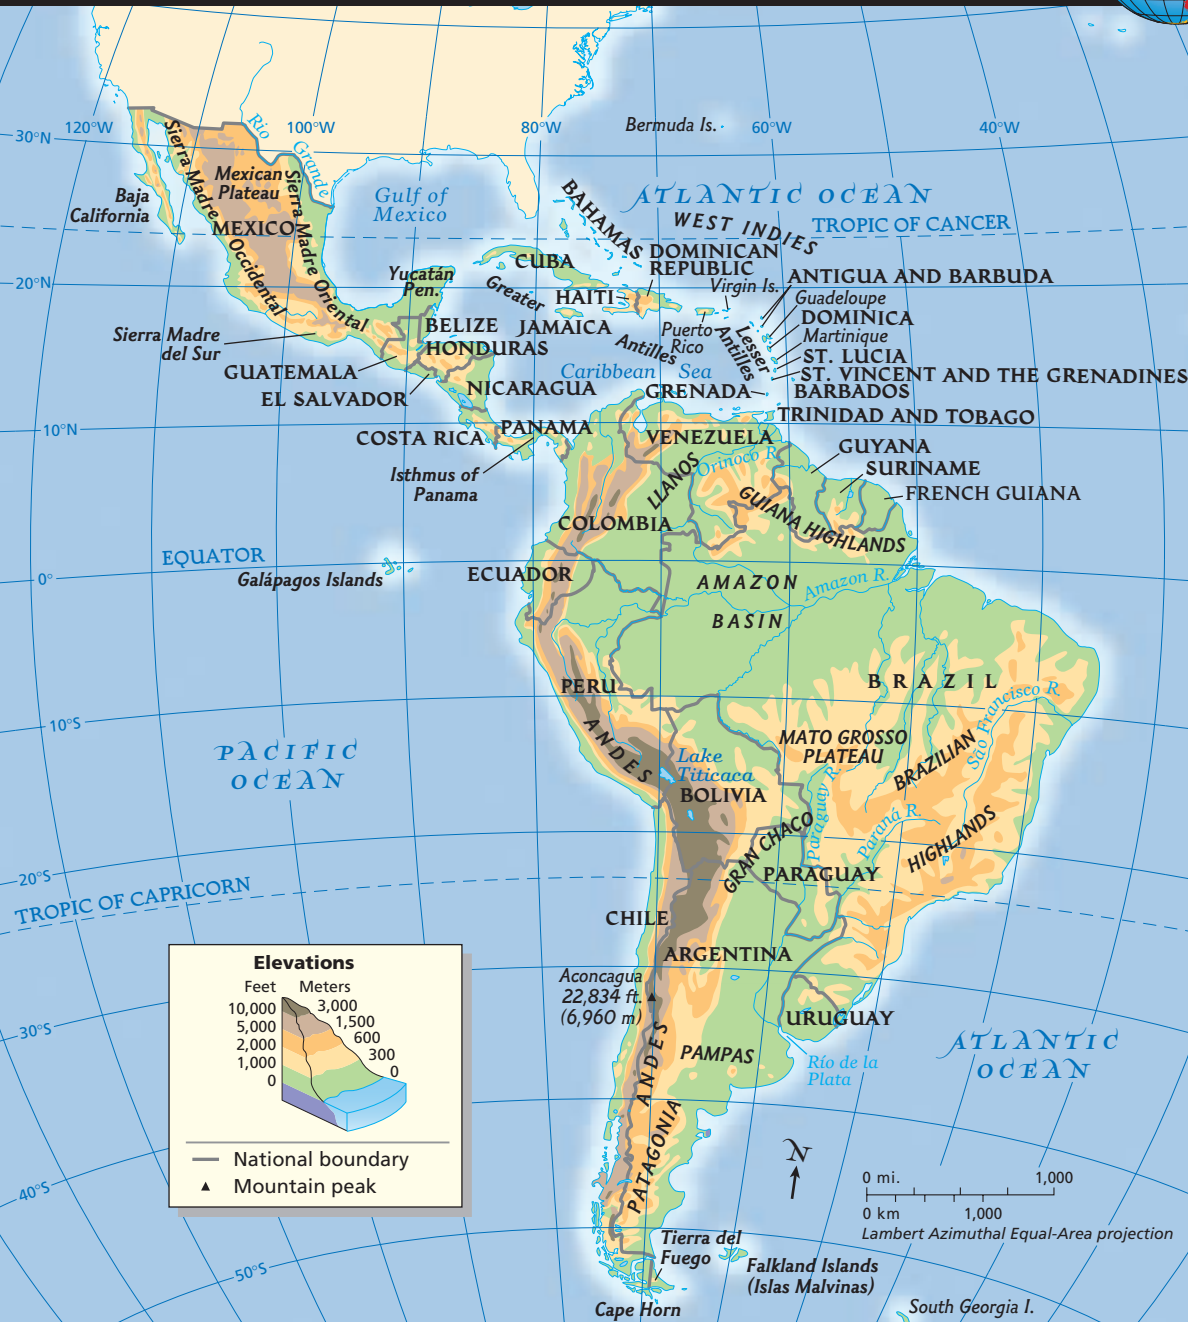 30°N
120°W
Rio Grande
100°W
80°W
Bermuda Is.
60°W
40°W
Sierra Madre Occidental
Mexican
Plateau
Sierra Madre Oriental
Baja
California
MEXICO
Gulf of
Mexico
ATLANTIC OCEAN
BAHAMAS
WEST INDIES
TROPIC OF CANCER
20°N
Yucatán
Pen.
CUBA
DOMINICAN
REPUBLIC
Virgin Is.
ANTIGUA AND BARBUDA
Guadeloupe
DOMINICA
Martinique
ST. LUCIA
ST. VINCENT AND THE GRENADINES
BARBADOS
HAITI
Greater
Antilles
JAMAICA
Puerto
Rico
Lesser
Antilles
BELIZE
HONDURAS
Sierra Madre
del Sur
GUATEMALA
EL SALVADOR
NICARAGUA
Caribbean Sea
GRENADA
TRINIDAD AND TOBAGO
10°N
COSTA RICA
PANAMA
Isthmus of
Panama
VENEZUELA
Orinoco R.
LLANOS
GUYANA
SURINAME
FRENCH GUIANA
GUIANA HIGHLANDS
COLOMBIA
EQUATOR
0°
Galápagos Islands
ECUADOR
AMAZON
BASIN
Amazon R.
PERU
BRAZIL
São Francisco R.
10°S
PACIFIC
OCEAN
ANDES
Lake
Titicaca
BOLIVIA
MATO GROSSO
PLATEAU
BRAZILIAN
HIGHLANDS
Paraguay R.
Paraná R.
GRAN CHACO
PARAGUAY
20°S
TROPIC OF CAPRICORN
CHILE
ARGENTINA
Aconcagua
22,834 ft.
(6,960 m)
URUGUAY
ANDES
PAMPAS
Río de la
Plata
ATLANTIC
OCEAN
30°S
PATAGONIA
40°S
50°S
Tierra del
Fuego
Falkland Islands
(Islas Malvinas)
Cape Horn
South Georgia I.
Elevations
Feet Meters
10,000 3,000
5,000 1,500
2,000 600
1,000 300
0 0
National boundary
Mountain peak
N
0 mi. 1,000
0 km 1,000
Lambert Azimuthal Equal-Area projection